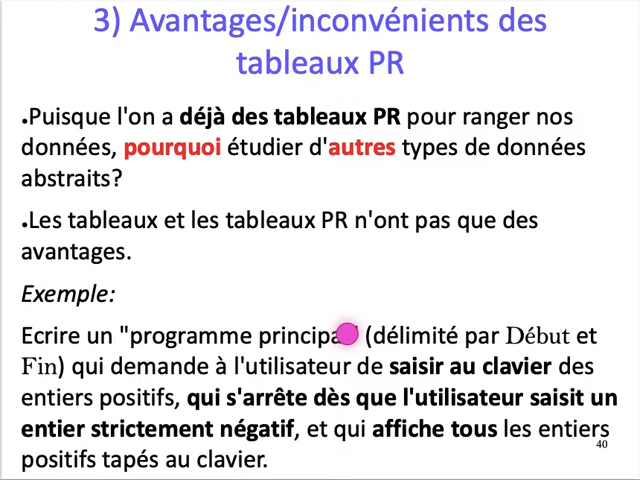 3) Avantages/inconvénients des
tableaux PR
•Puisque l'on a déjà des tableaux PR pour ranger nos
données, pourquoi étudier d'autres types de données
abstraits?
•Les tableaux et les tableaux PR n'ont pas que des
avantages.
Exemple:
Ecrire un "programme principal" (délimité par Début et
Fin) qui demande à l'utilisateur de saisir au clavier des
entiers positifs, qui s'arrête dès que l'utilisateur saisit un
entier strictement négatif, et qui affiche tous les entiers
40
positifs tapés au clavier.